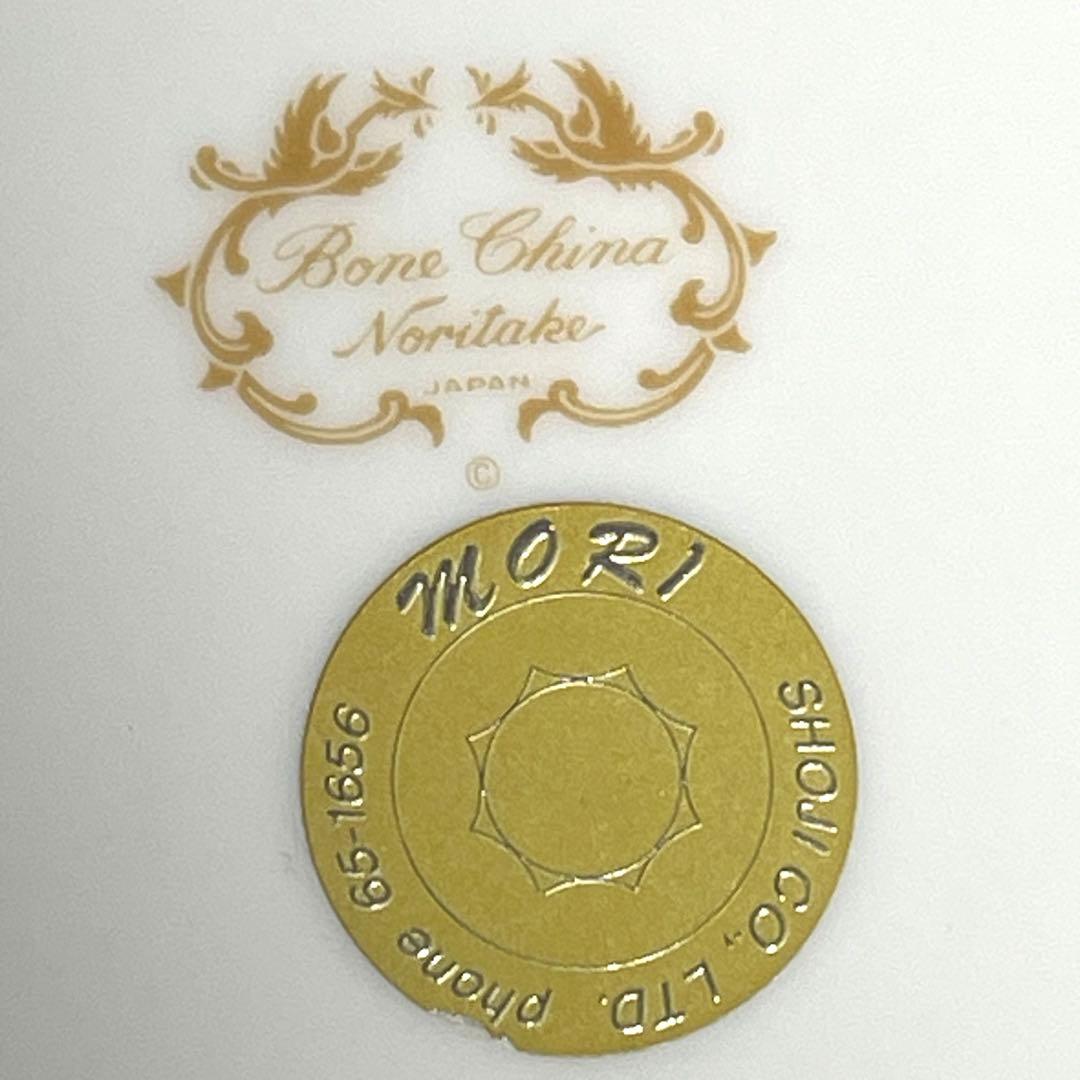 Bone China
Noritake
JAPAN
©
MORI SHOJI CO., LTD. phone 65-1656